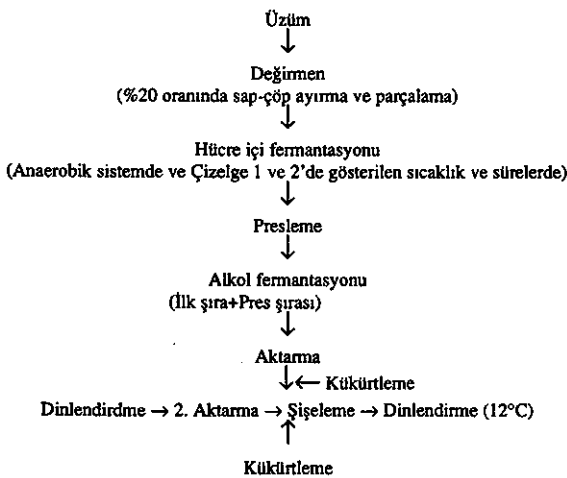 Üzüm
↓
Değirmen
(%20 oranında sap-çöp ayırma ve parçalama)
↓
Hücre içi fermantasyonu
(Anaerobik sistemde ve Çizelge 1 ve 2'de gösterilen sıcaklık ve sürelerde)
↓
Presleme
↓
Alkol fermantasyonu
(İlk şıra+Pres şırası)
↓
Aktarma
↓← Kükürtleme
Dinlendirdme → 2. Aktarma → Şişeleme → Dinlendirme (12°C)
↑
Kükürtleme